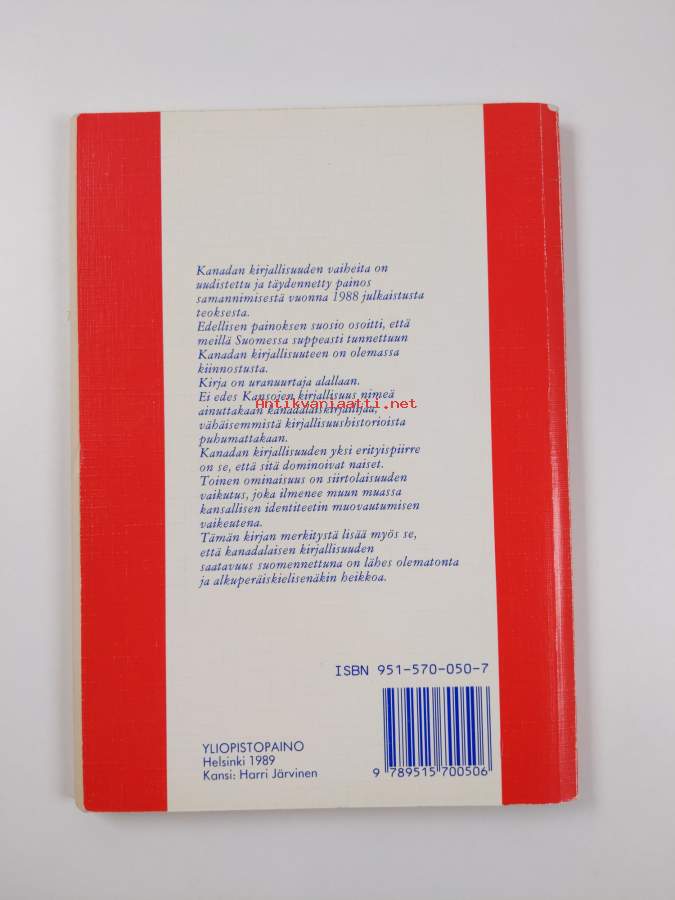 Kanadan kirjallisuuden vaiheita on
uudistettu ja täydennetty painos
samannimisestä vuonna 1988 julkaistusta
teoksesta.
Edellisen painoksen suosio osoitti, että
meillä Suomessa suppeasti tunnettuun
Kanadan kirjallisuuteen on olemassa
kiinnostusta.
Kirja on uranuurtaja alallaan.
Ei edes Kansojen kirjallisuus nimeä
Antikvariaatti.net
ainuttakaan kanadalaiskirjailijaa,
vähäisemmistä kirjallisuushistorioista
puhumattakaan.
Kanadan kirjallisuuden yksi erityispiirre
on se, että sitä dominoivat naiset.
Toinen ominaisuus on siirtolaisuuden
vaikutus, joka ilmenee muun muassa
kansallisen identiteetin muovautumisen
vaikeutena.
Tämän kirjan merkitystä lisää myös se,
että kanadalaisen kirjallisuuden
saatavuus suomennettuna on lähes olematonta
ja alkuperäiskielisenäkin heikkoa.
ISBN 951-570-050-7
9 789515 700506
YLIOPISTOPAINO
Helsinki 1989
Kansi: Harri Järvinen